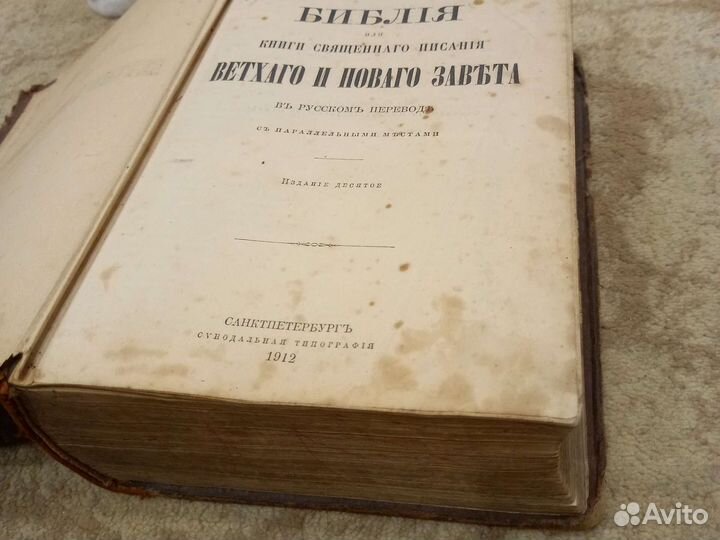 БИБЛІЯ
ИЛИ
КНИГИ СВЯЩЕННАГО ПИСАНІЯ
ВЕТХАГО И НОВАГО ЗАВѢТА
ВЪ РУССКОМЪ ПЕРЕВОДѢ
СЪ ПАРАЛЛЕЛЬНЫМИ МѢСТАМИ
ИЗДАНІЕ ДЕСЯТОЕ
САНКТПЕТЕРБУРГЪ
СѴНОДАЛЬНАЯ ТИПОГРАФІЯ
1912
Avito